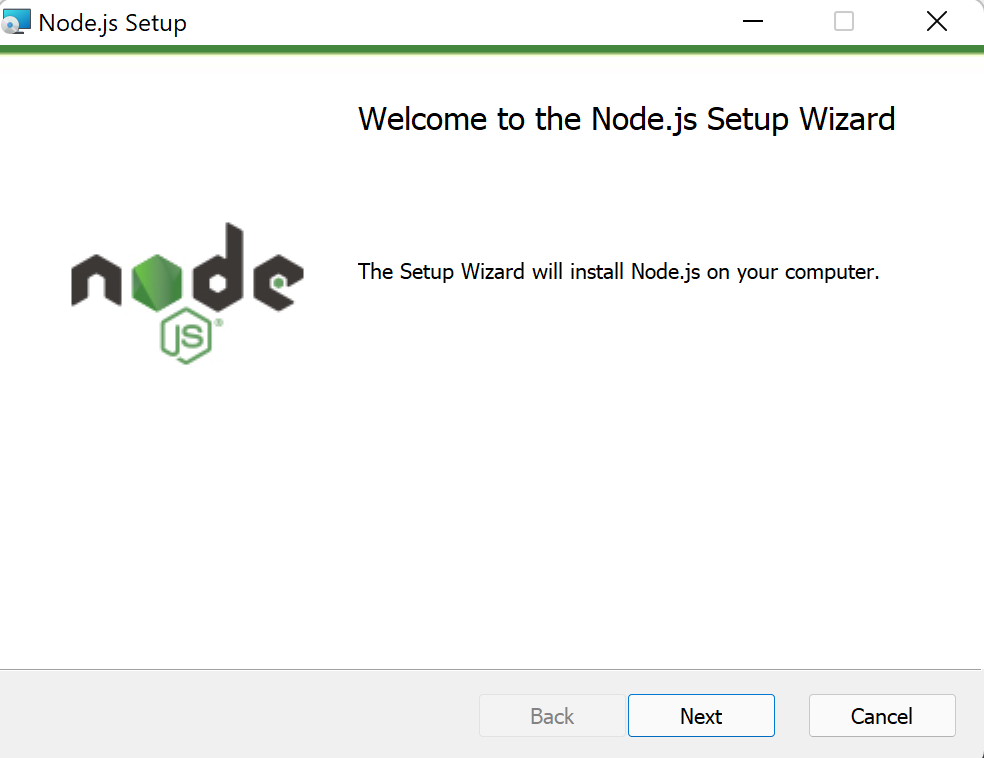 Node.js Setup
Welcome to the Node.js Setup Wizard
node
JS®
The Setup Wizard will install Node.js on your computer.
Back
Next
Cancel